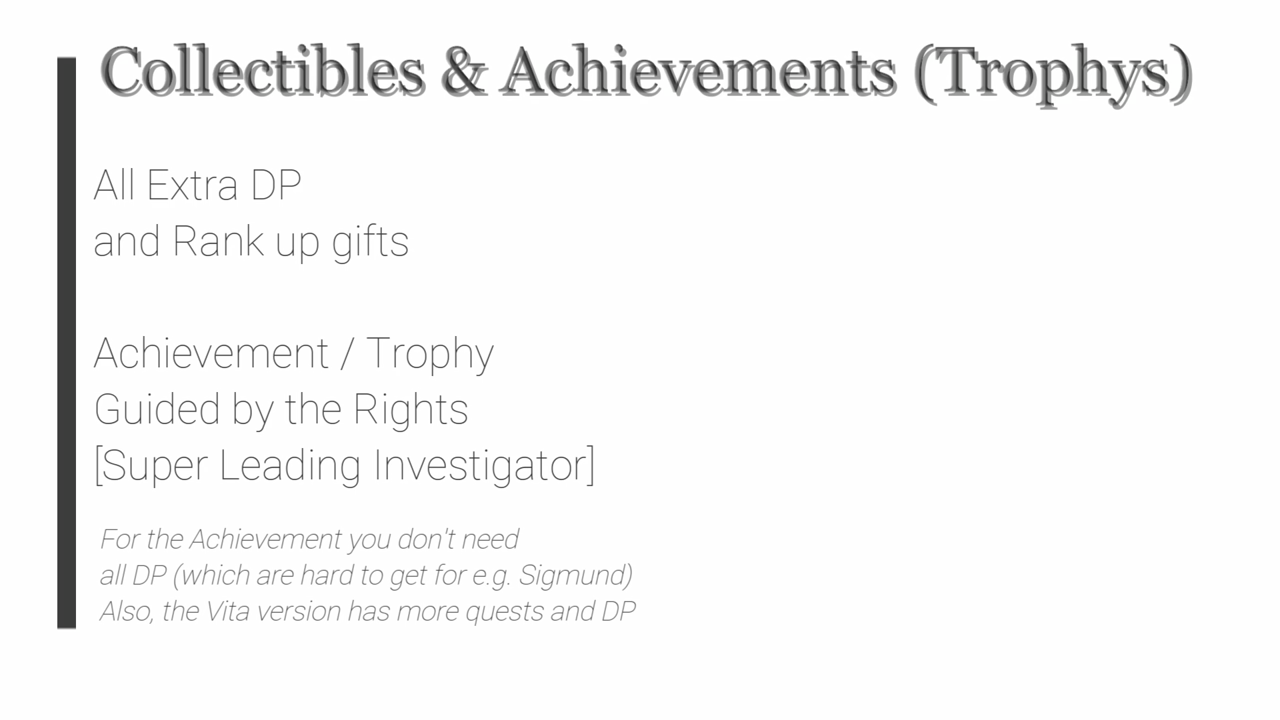 Collectibles & Achievements (Trophys)
All Extra DP
and Rank up gifts
Achievement / Trophy
Guided by the Rights
[Super Leading Investigator]
For the Achievement you don't need
all DP (which are hard to get for e.g. Sigmund)
Also, the Vita version has more quests and DP